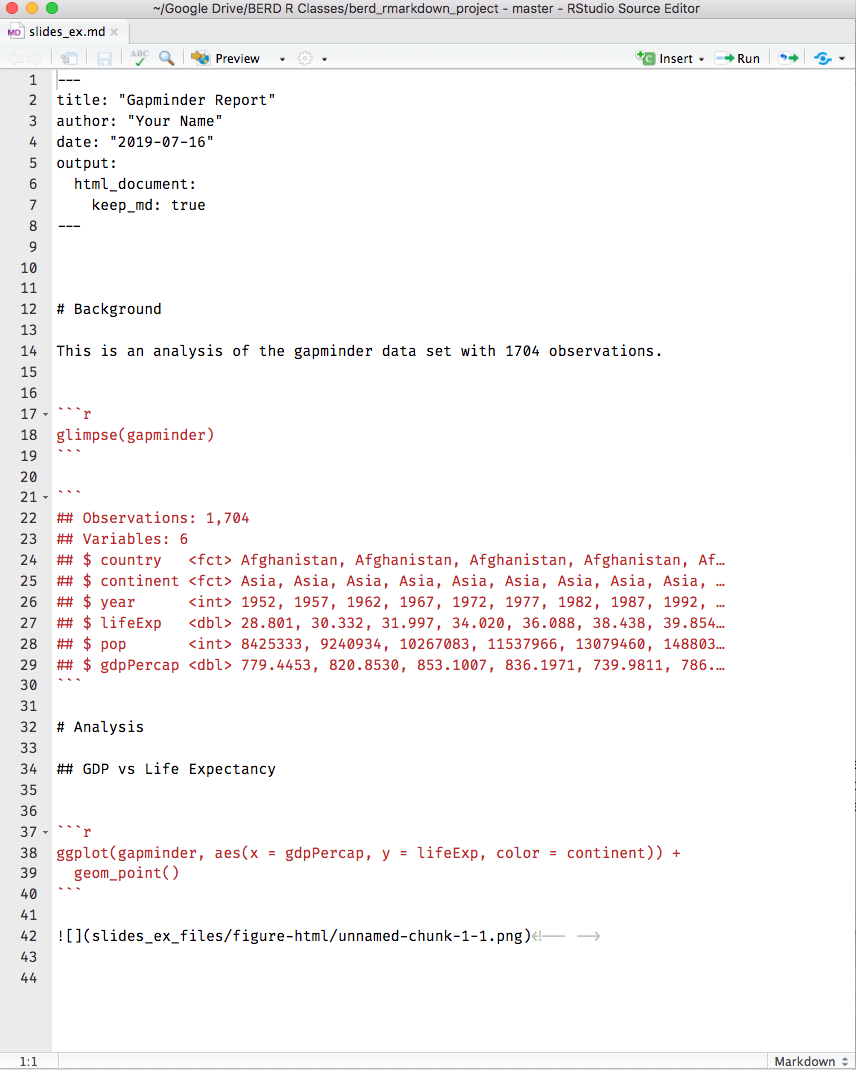 ~/Google Drive/BERD R Classes/berd_rmarkdown_project - master - RStudio Source Editor
MD slides_ex.md
ABC Preview Insert Run
1 ---
2 title: "Gapminder Report"
3 author: "Your Name"
4 date: "2019-07-16"
5 output:
6   html_document:
7     keep_md: true
8 ---
9
10
11
12 # Background
13
14 This is an analysis of the gapminder data set with 1704 observations.
15
16
17 ```r
18 glimpse(gapminder)
19 ```
20
21 ```
22 ## Observations: 1,704
23 ## Variables: 6
24 ## $ country   <fct> Afghanistan, Afghanistan, Afghanistan, Afghanistan, Af…
25 ## $ continent <fct> Asia, Asia, Asia, Asia, Asia, Asia, Asia, Asia, Asia, …
26 ## $ year      <int> 1952, 1957, 1962, 1967, 1972, 1977, 1982, 1987, 1992, …
27 ## $ lifeExp   <dbl> 28.801, 30.332, 31.997, 34.020, 36.088, 38.438, 39.854…
28 ## $ pop       <int> 8425333, 9240934, 10267083, 11537966, 13079460, 148803…
29 ## $ gdpPercap <dbl> 779.4453, 820.8530, 853.1007, 836.1971, 739.9811, 786.…
30 ```
31
32 # Analysis
33
34 ## GDP vs Life Expectancy
35
36
37 ```r
38 ggplot(gapminder, aes(x = gdpPercap, y = lifeExp, color = continent)) +
39   geom_point()
40 ```
41
42 ![](slides_ex_files/figure-html/unnamed-chunk-1-1.png)<!-- -->
43
44
1:1 Markdown